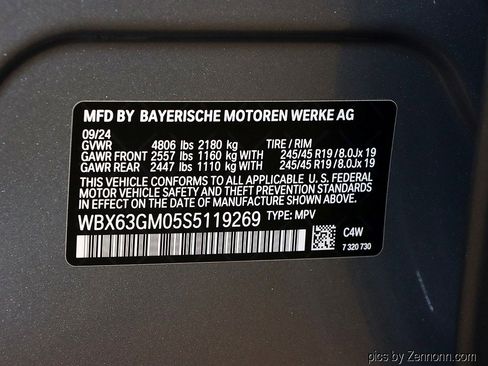 MFD BY BAYERISCHE MOTOREN WERKE AG
09/24
GVWR 4806 lbs 2180 kg TIRE / RIM
GAWR FRONT 2557 lbs 1160 kg WITH 245/45 R19 / 8.0Jx 19
GAWR REAR 2447 lbs 1110 kg WITH 245/45 R19 / 8.0Jx 19
THIS VEHICLE CONFORMS TO ALL APPLICABLE U.S. FEDERAL
MOTOR VEHICLE SAFETY AND THEFT PREVENTION STANDARDS
IN EFFECT ON THE DATE OF MANUFACTURE SHOWN ABOVE.
WBX63GM05S5119269 TYPE: MPV
C4W
7 320 730
pics by Zennonn.com